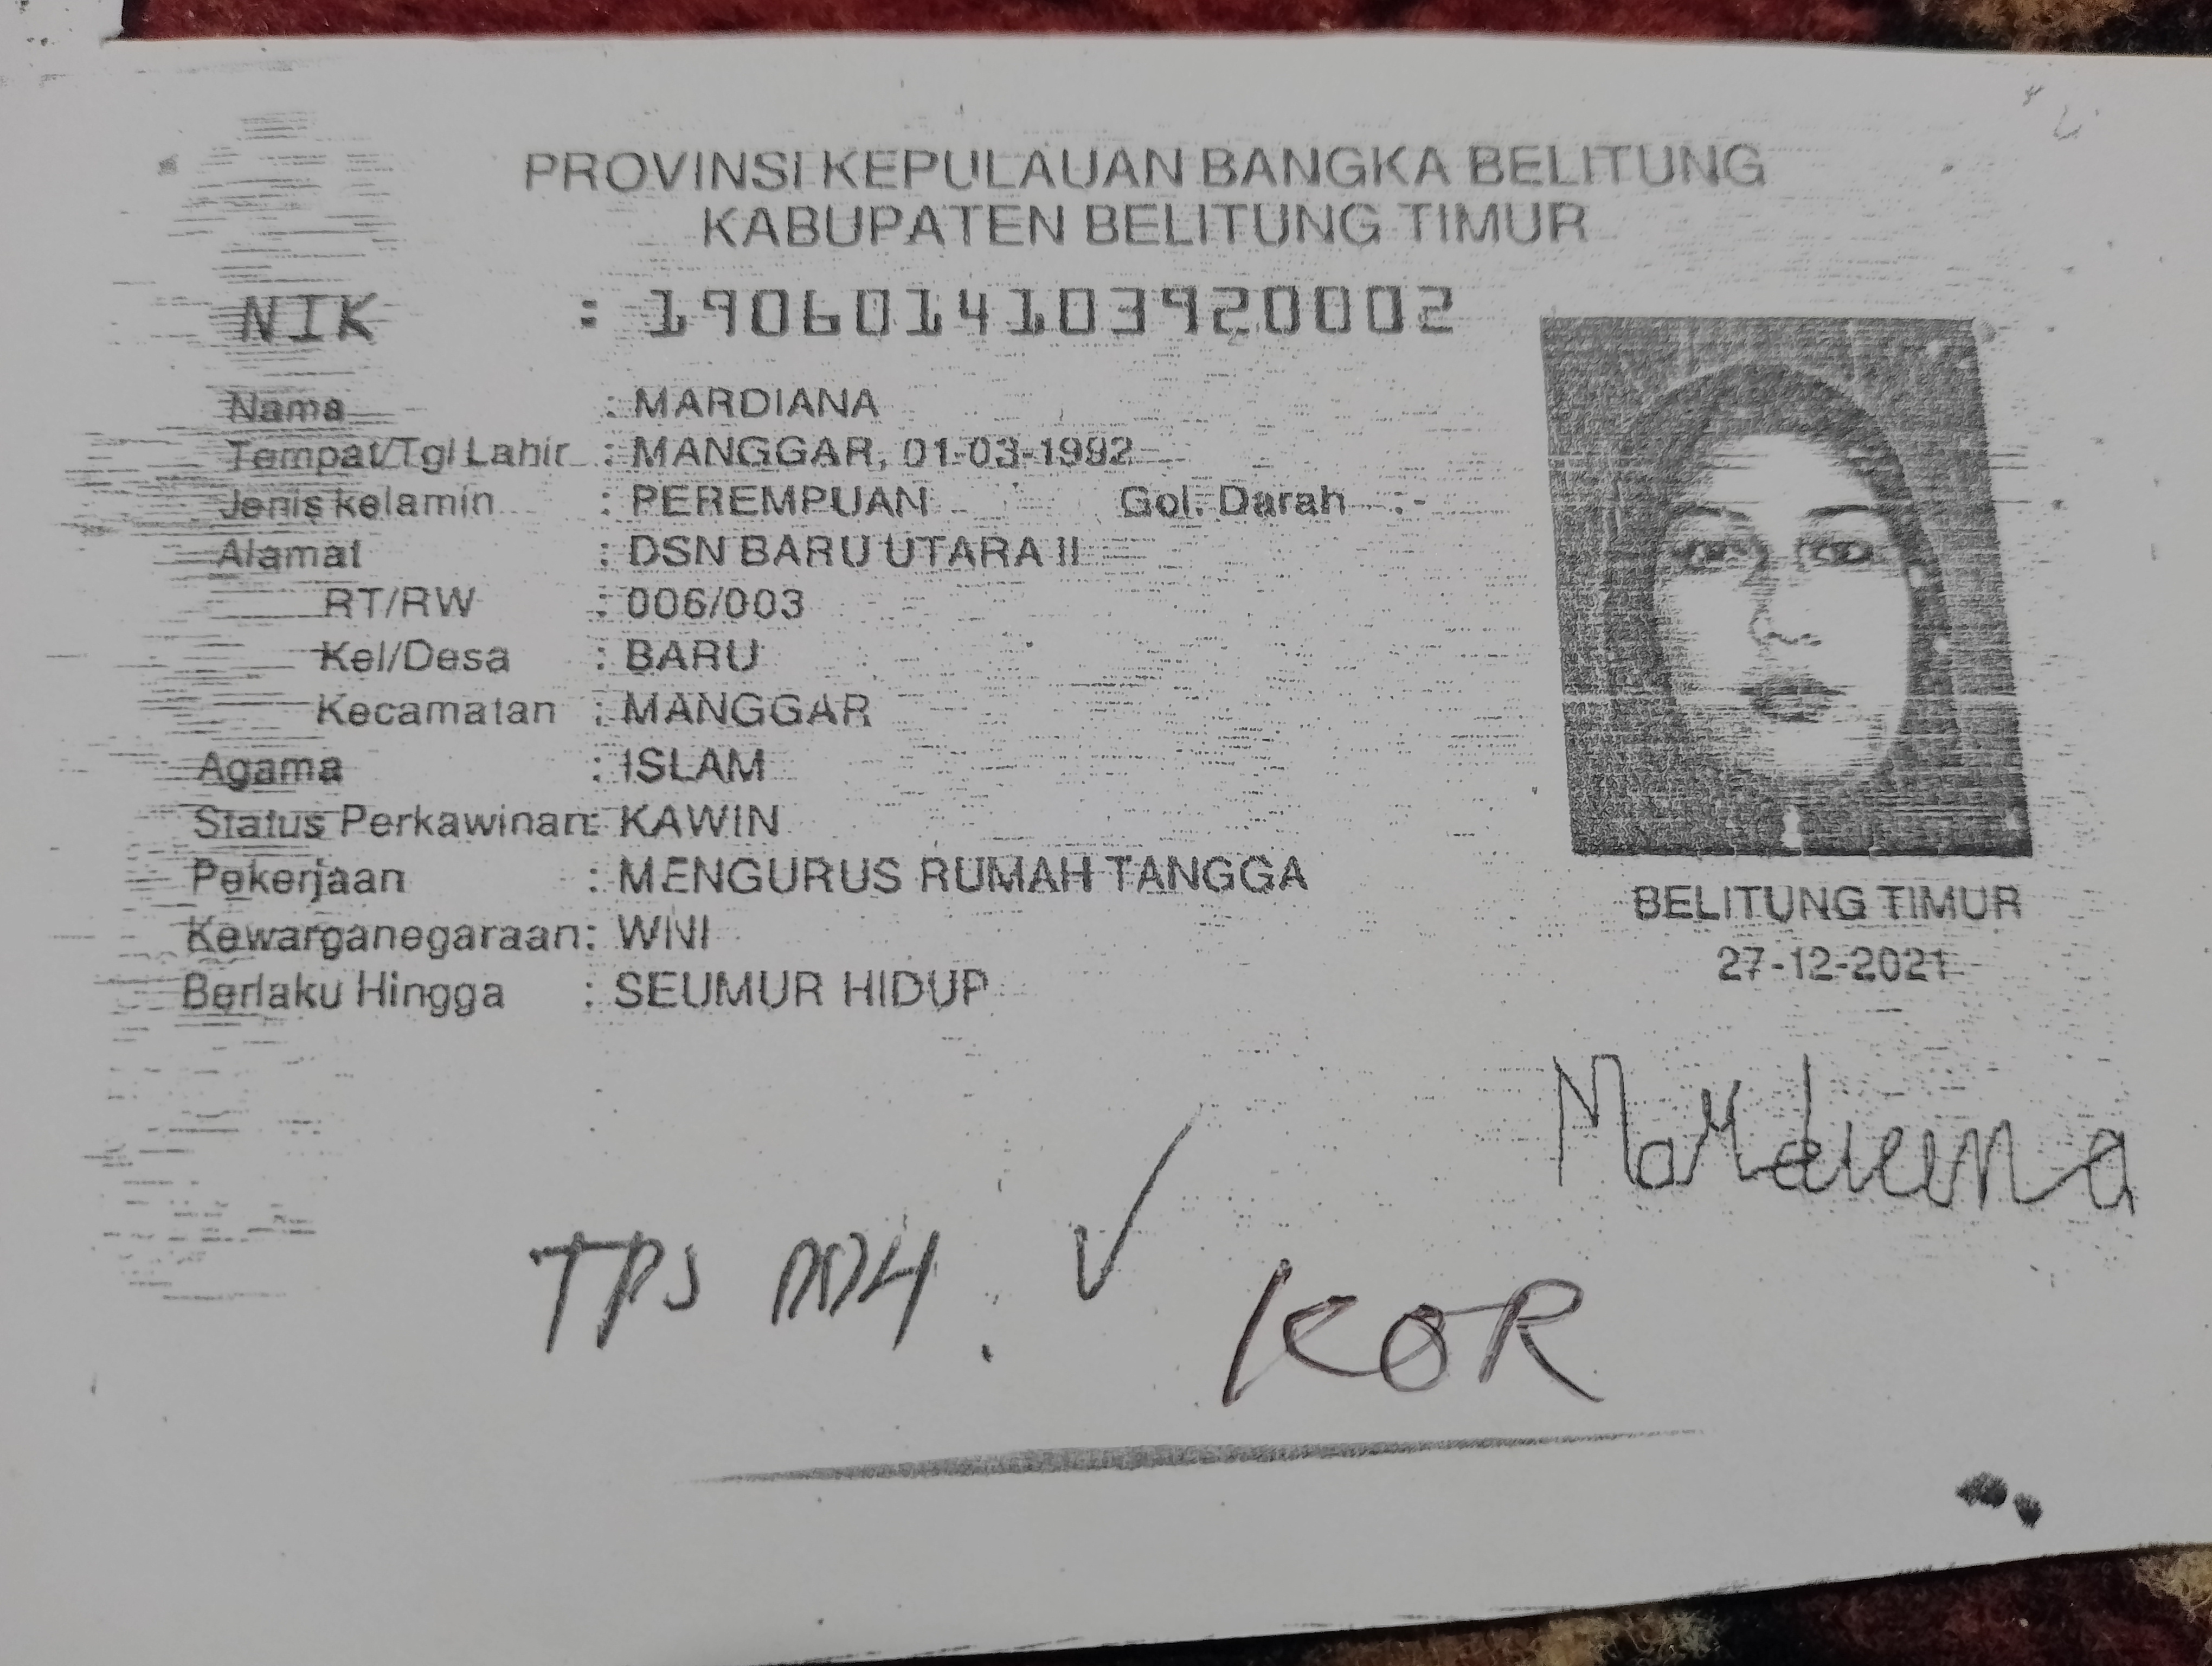 PROVINSI KEPULAUAN BANGKA BELITUNG
KABUPATEN BELITUNG TIMUR
NIK : 1906014103920002
Nama : MARDIANA
Tempat/Tgl Lahir : MANGGAR, 01-03-1992
Jenis kelamin : PEREMPUAN Gol. Darah :-
Alamat : DSN BARU UTARA II
RT/RW : 006/003
Kel/Desa : BARU
Kecamatan : MANGGAR
Agama : ISLAM
Status Perkawinan: KAWIN
Pekerjaan : MENGURUS RUMAH TANGGA
Kewarganegaraan: WNI
Berlaku Hingga : SEUMUR HIDUP
BELITUNG TIMUR
27-12-2021
Mardiana
TPS 004. ✓
KOR